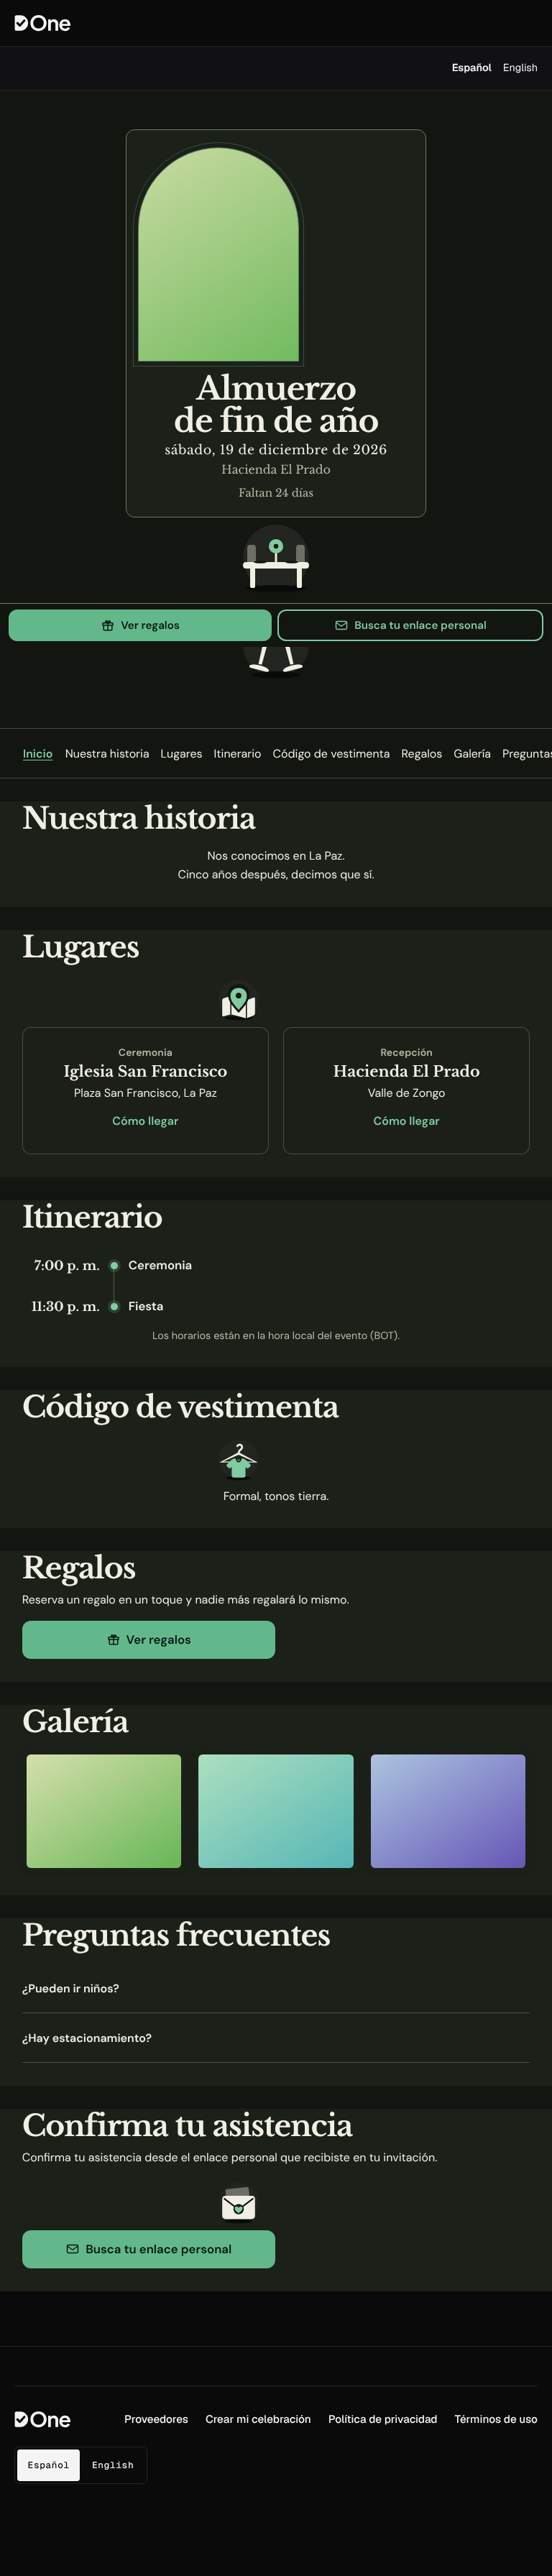 One
Español English
Almuerzo
de fin de año
sábado, 19 de diciembre de 2026
Hacienda El Prado
Faltan 24 días
Ver regalos
Busca tu enlace personal
Inicio Nuestra historia Lugares Itinerario Código de vestimenta Regalos Galería Preguntas
Nuestra historia
Nos conocimos en La Paz.
Cinco años después, decimos que sí.
Lugares
Ceremonia
Iglesia San Francisco
Plaza San Francisco, La Paz
Cómo llegar
Recepción
Hacienda El Prado
Valle de Zongo
Cómo llegar
Itinerario
7:00 p. m. Ceremonia
11:30 p. m. Fiesta
Los horarios están en la hora local del evento (BOT).
Código de vestimenta
Formal, tonos tierra.
Regalos
Reserva un regalo en un toque y nadie más regalará lo mismo.
Ver regalos
Galería
Preguntas frecuentes
¿Pueden ir niños?
¿Hay estacionamiento?
Confirma tu asistencia
Confirma tu asistencia desde el enlace personal que recibiste en tu invitación.
Busca tu enlace personal
One
Proveedores Crear mi celebración Política de privacidad Términos de uso
Español English